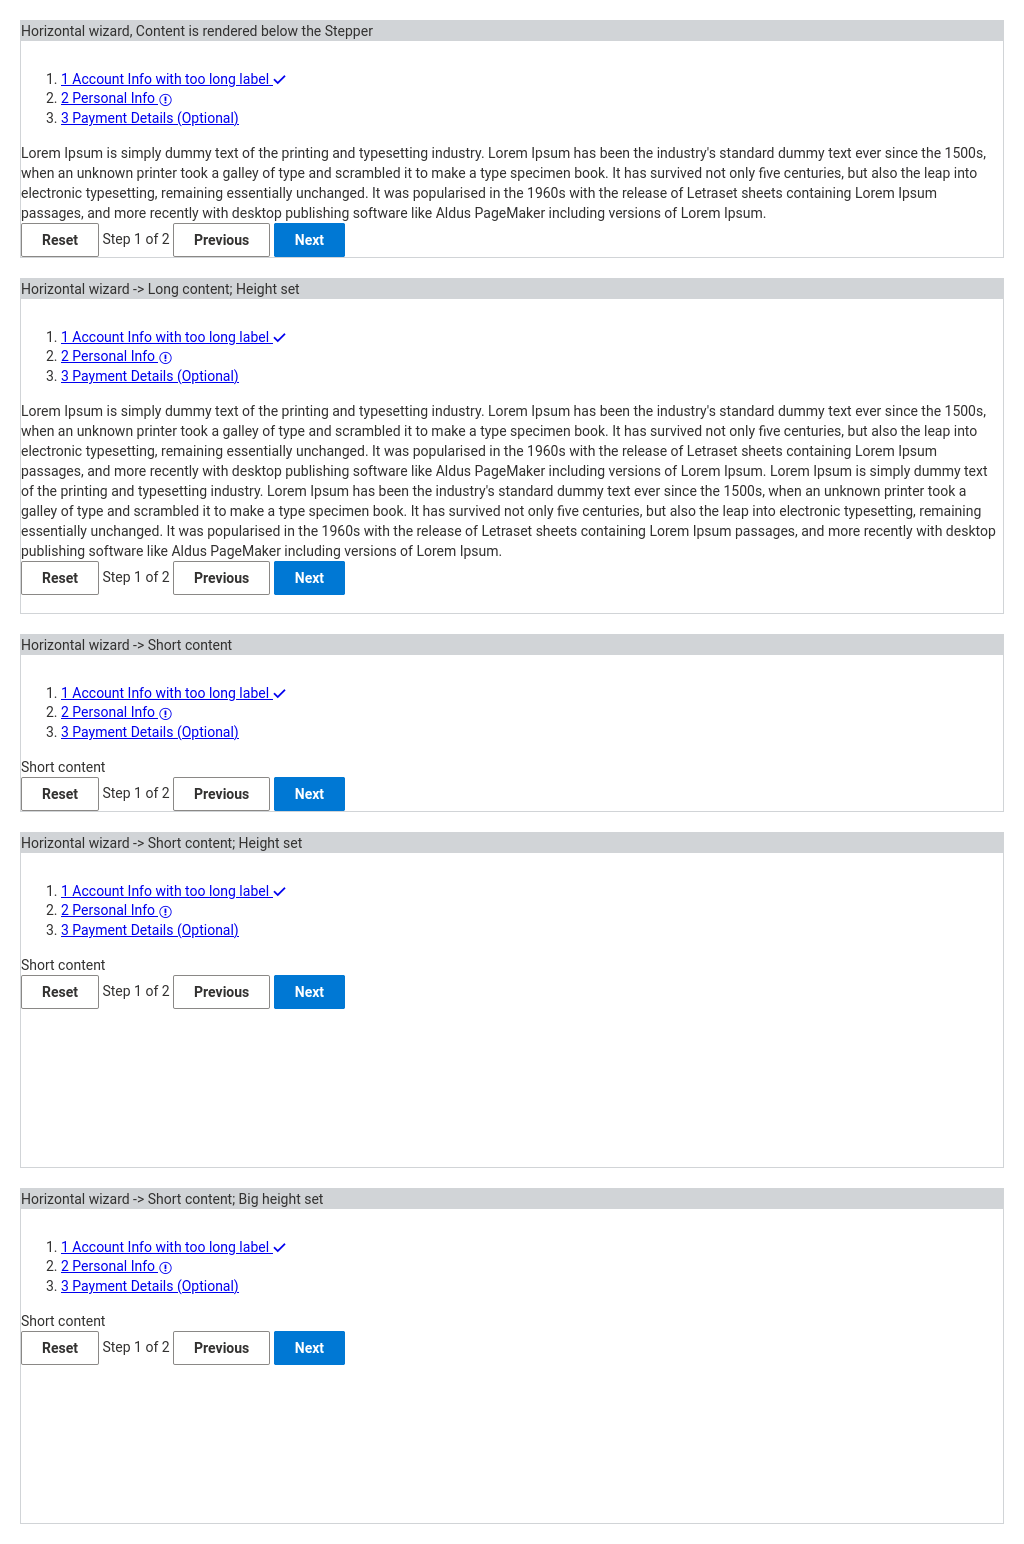 Horizontal wizard, Content is rendered below the Stepper
1. 1 Account Info with too long label
2. 2 Personal Info
3. 3 Payment Details (Optional)
Lorem Ipsum is simply dummy text of the printing and typesetting industry. Lorem Ipsum has been the industry's standard dummy text ever since the 1500s,
when an unknown printer took a galley of type and scrambled it to make a type specimen book. It has survived not only five centuries, but also the leap into
electronic typesetting, remaining essentially unchanged. It was popularised in the 1960s with the release of Letraset sheets containing Lorem Ipsum
passages, and more recently with desktop publishing software like Aldus PageMaker including versions of Lorem Ipsum.
Reset Step 1 of 2 Previous Next
Horizontal wizard -> Long content; Height set
1. 1 Account Info with too long label
2. 2 Personal Info
3. 3 Payment Details (Optional)
Lorem Ipsum is simply dummy text of the printing and typesetting industry. Lorem Ipsum has been the industry's standard dummy text ever since the 1500s,
when an unknown printer took a galley of type and scrambled it to make a type specimen book. It has survived not only five centuries, but also the leap into
electronic typesetting, remaining essentially unchanged. It was popularised in the 1960s with the release of Letraset sheets containing Lorem Ipsum
passages, and more recently with desktop publishing software like Aldus PageMaker including versions of Lorem Ipsum. Lorem Ipsum is simply dummy text
of the printing and typesetting industry. Lorem Ipsum has been the industry's standard dummy text ever since the 1500s, when an unknown printer took a
galley of type and scrambled it to make a type specimen book. It has survived not only five centuries, but also the leap into electronic typesetting, remaining
essentially unchanged. It was popularised in the 1960s with the release of Letraset sheets containing Lorem Ipsum passages, and more recently with desktop
publishing software like Aldus PageMaker including versions of Lorem Ipsum.
Reset Step 1 of 2 Previous Next
Horizontal wizard -> Short content
1. 1 Account Info with too long label
2. 2 Personal Info
3. 3 Payment Details (Optional)
Short content
Reset Step 1 of 2 Previous Next
Horizontal wizard -> Short content; Height set
1. 1 Account Info with too long label
2. 2 Personal Info
3. 3 Payment Details (Optional)
Short content
Reset Step 1 of 2 Previous Next
Horizontal wizard -> Short content; Big height set
1. 1 Account Info with too long label
2. 2 Personal Info
3. 3 Payment Details (Optional)
Short content
Reset Step 1 of 2 Previous Next